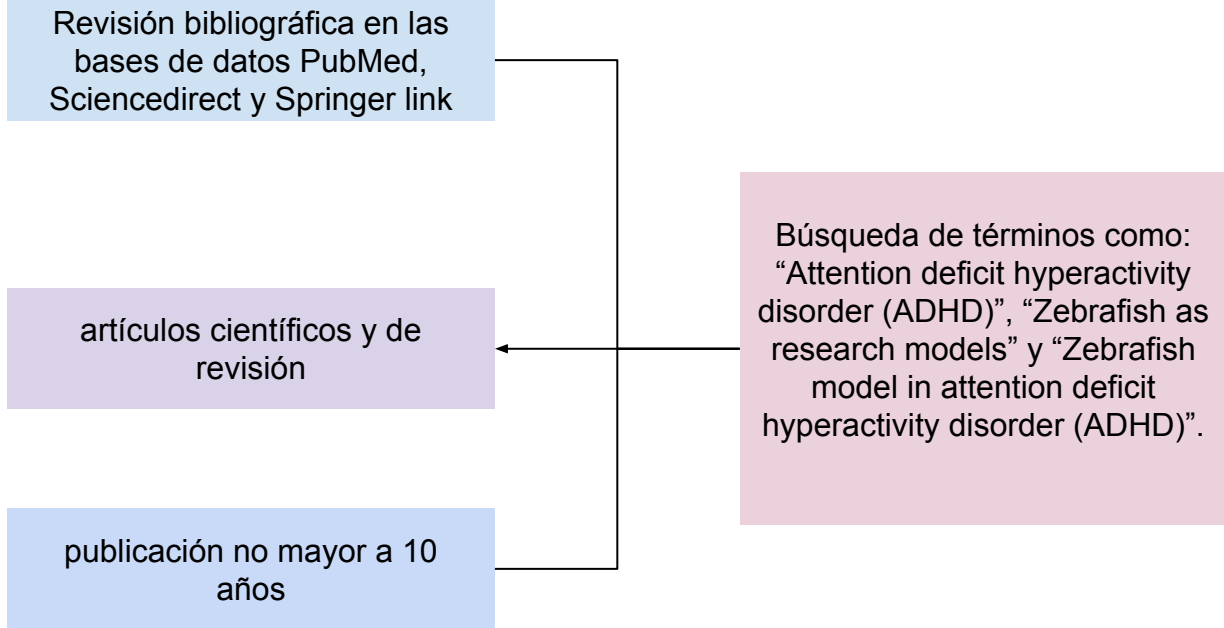 Revisión bibliográfica en las
bases de datos PubMed,
Sciencedirect y Springer link
artículos científicos y de
revisión
publicación no mayor a 10
años
Búsqueda de términos como:
“Attention deficit hyperactivity
disorder (ADHD)”, “Zebrafish as
research models” y “Zebrafish
model in attention deficit
hyperactivity disorder (ADHD)”.